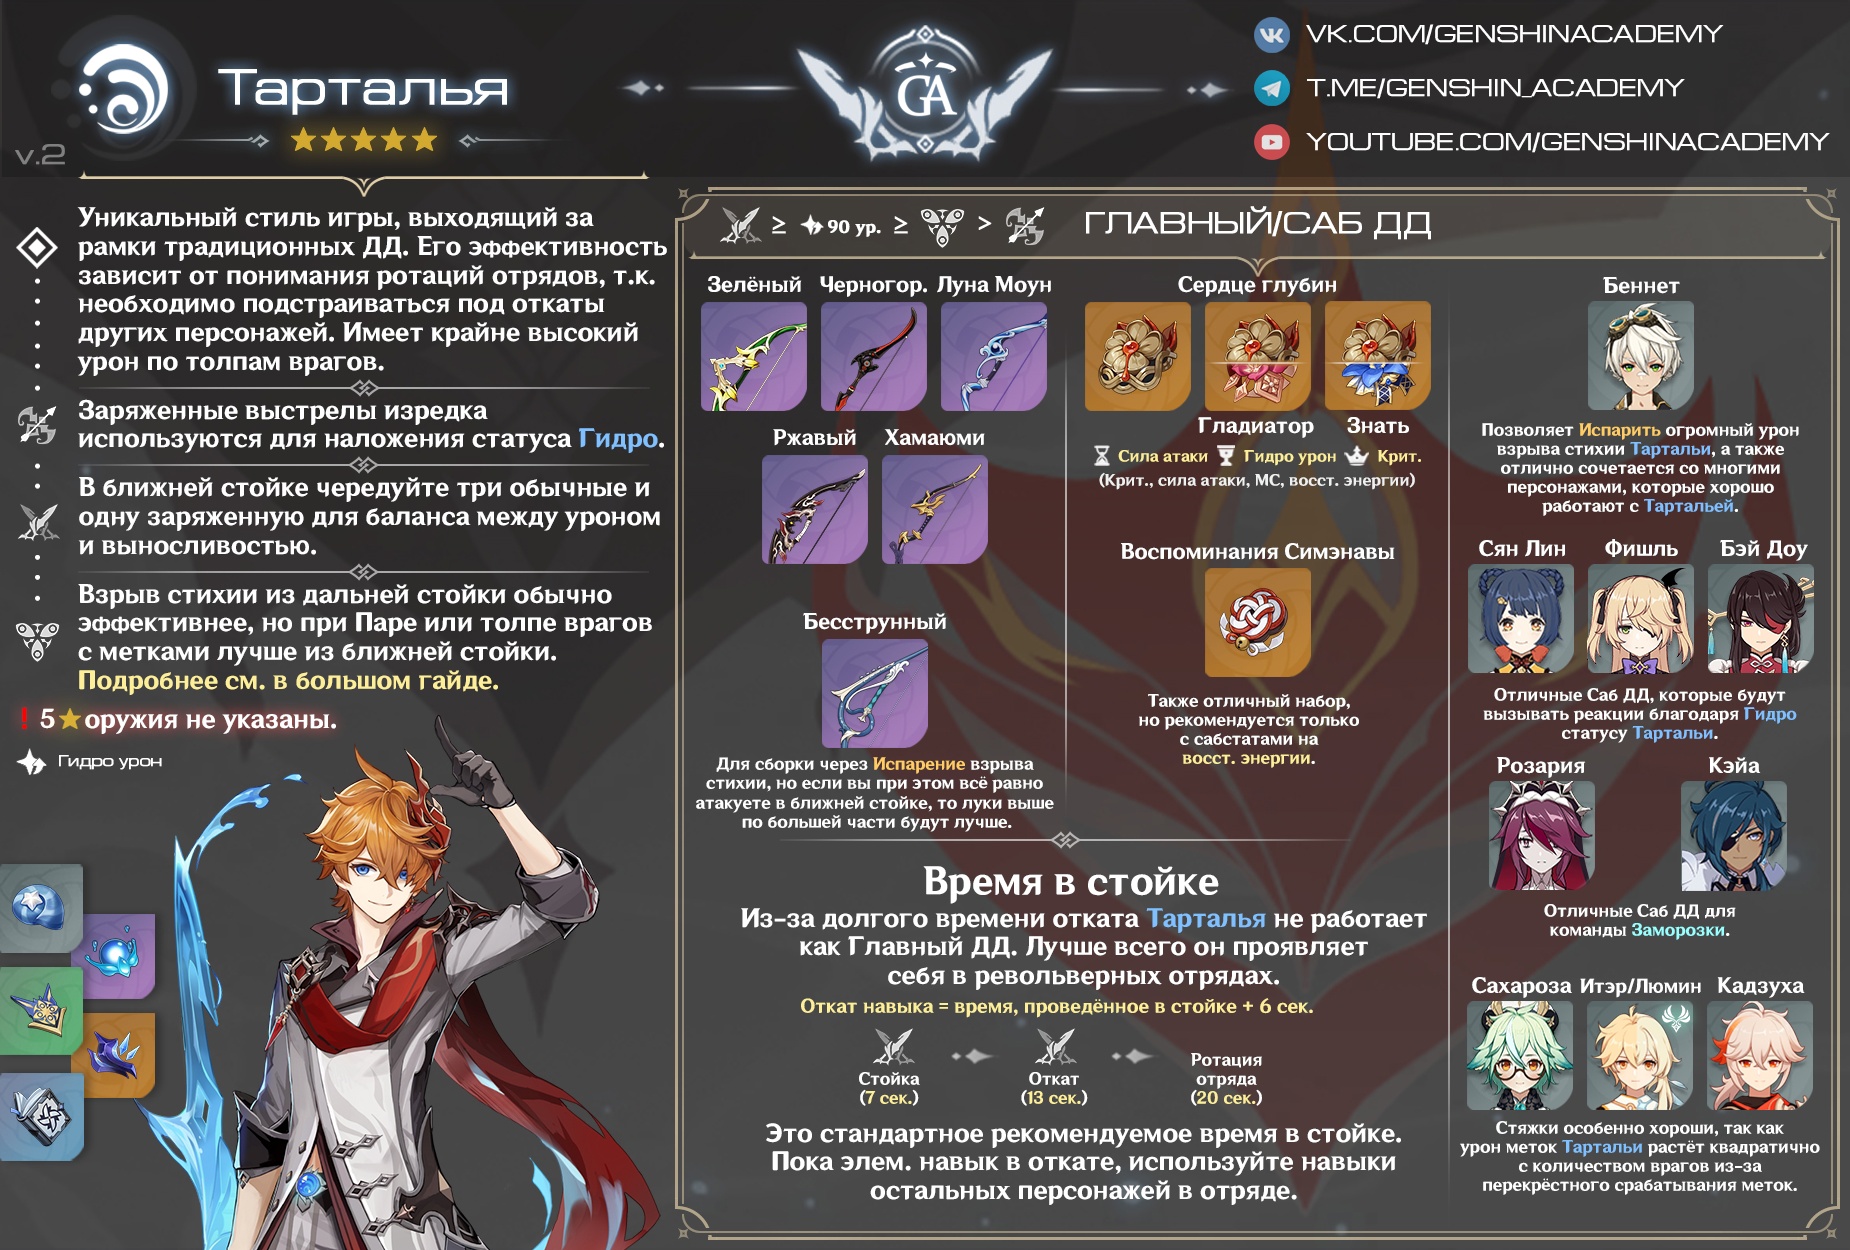 Тарталья
v.2
GA
VK.COM/GENSHINACADEMY
T.ME/GENSHIN_ACADEMY
YOUTUBE.COM/GENSHINACADEMY
Уникальный стиль игры, выходящий за
рамки традиционных ДД. Его эффективность
зависит от понимания ротаций отрядов, т.к.
необходимо подстраиваться под откаты
других персонажей. Имеет крайне высокий
урон по толпам врагов.
Заряженные выстрелы изредка
используются для наложения статуса Гидро.
В ближней стойке чередуйте три обычные и
одну заряженную для баланса между уроном
и выносливостью.
Взрыв стихии из дальней стойки обычно
эффективнее, но при Паре или толпе врагов
с метками лучше из ближней стойки.
Подробнее см. в большом гайде.
! 5★ оружия не указаны.
Гидро урон
≥ 90 ур. ≥ > ГЛАВНЫЙ/САБ ДД
Зелёный Черногор. Луна Моун
Ржавый Хамаюми
Бесструнный
Для сборки через Испарение взрыва
стихии, но если вы при этом всё равно
атакуете в ближней стойке, то луки выше
по большей части будут лучше.
Сердце глубин
Гладиатор Знать
Сила атаки Гидро урон Крит.
(Крит., сила атаки, МС, восст. энергии)
Воспоминания Симэнавы
Также отличный набор,
но рекомендуется только
с сабстатами на
восст. энергии.
Время в стойке
Из-за долгого времени отката Тарталья не работает
как Главный ДД. Лучше всего он проявляет
себя в револьверных отрядах.
Откат навыка = время, проведённое в стойке + 6 сек.
Стойка
(7 сек.)
Откат
(13 сек.)
Ротация
отряда
(20 сек.)
Это стандартное рекомендуемое время в стойке.
Пока элем. навык в откате, используйте навыки
остальных персонажей в отряде.
Беннет
Позволяет Испарить огромный урон
взрыва стихии Тартальи, а также
отлично сочетается со многими
персонажами, которые хорошо
работают с Тартальей.
Сян Лин Фишль Бэй Доу
Отличные Саб ДД, которые будут
вызывать реакции благодаря Гидро
статусу Тартальи.
Розария Кэйа
Отличные Саб ДД для
команды Заморозки.
Сахароза Итэр/Люмин Кадзуха
Стяжки особенно хороши, так как
урон меток Тартальи растёт квадратично
с количеством врагов из-за
перекрёстного срабатывания меток.